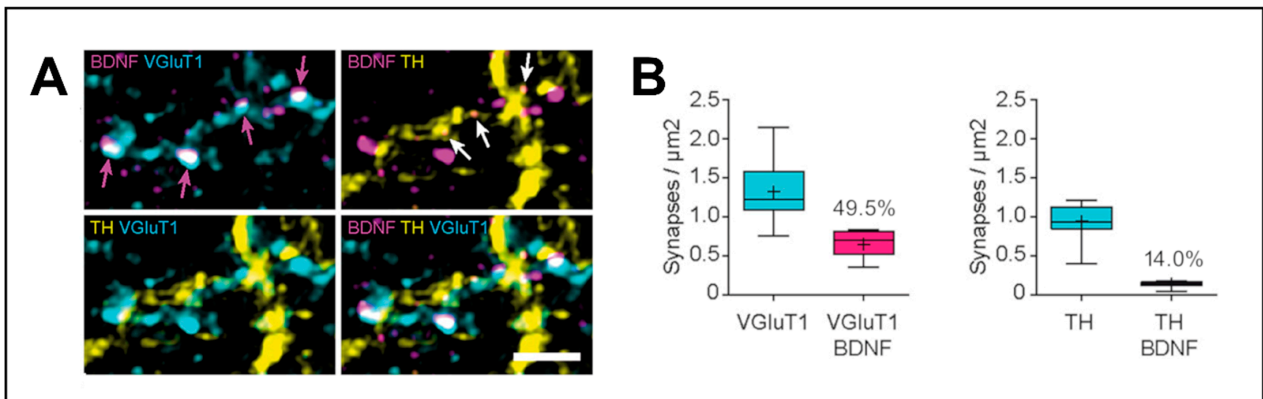 A
BDNF VGluT1
BDNF TH
TH VGluT1
BDNF TH VGluT1
B
Synapses / µm2
2.5
2.0
1.5
1.0
0.5
0
49.5%
VGluT1
VGluT1
BDNF
Synapses / µm2
2.5
2.0
1.5
1.0
0.5
0
14.0%
TH
TH
BDNF